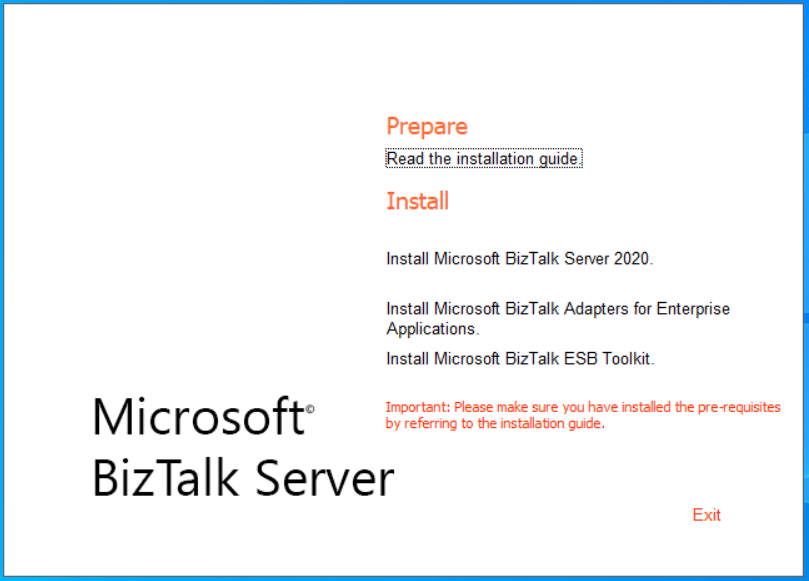 Prepare
Read the installation guide.
Install
Install Microsoft BizTalk Server 2020.
Install Microsoft BizTalk Adapters for Enterprise
Applications.
Install Microsoft BizTalk ESB Toolkit.
Important: Please make sure you have installed the pre-requisites
by referring to the installation guide.
Microsoft©
BizTalk Server
Exit